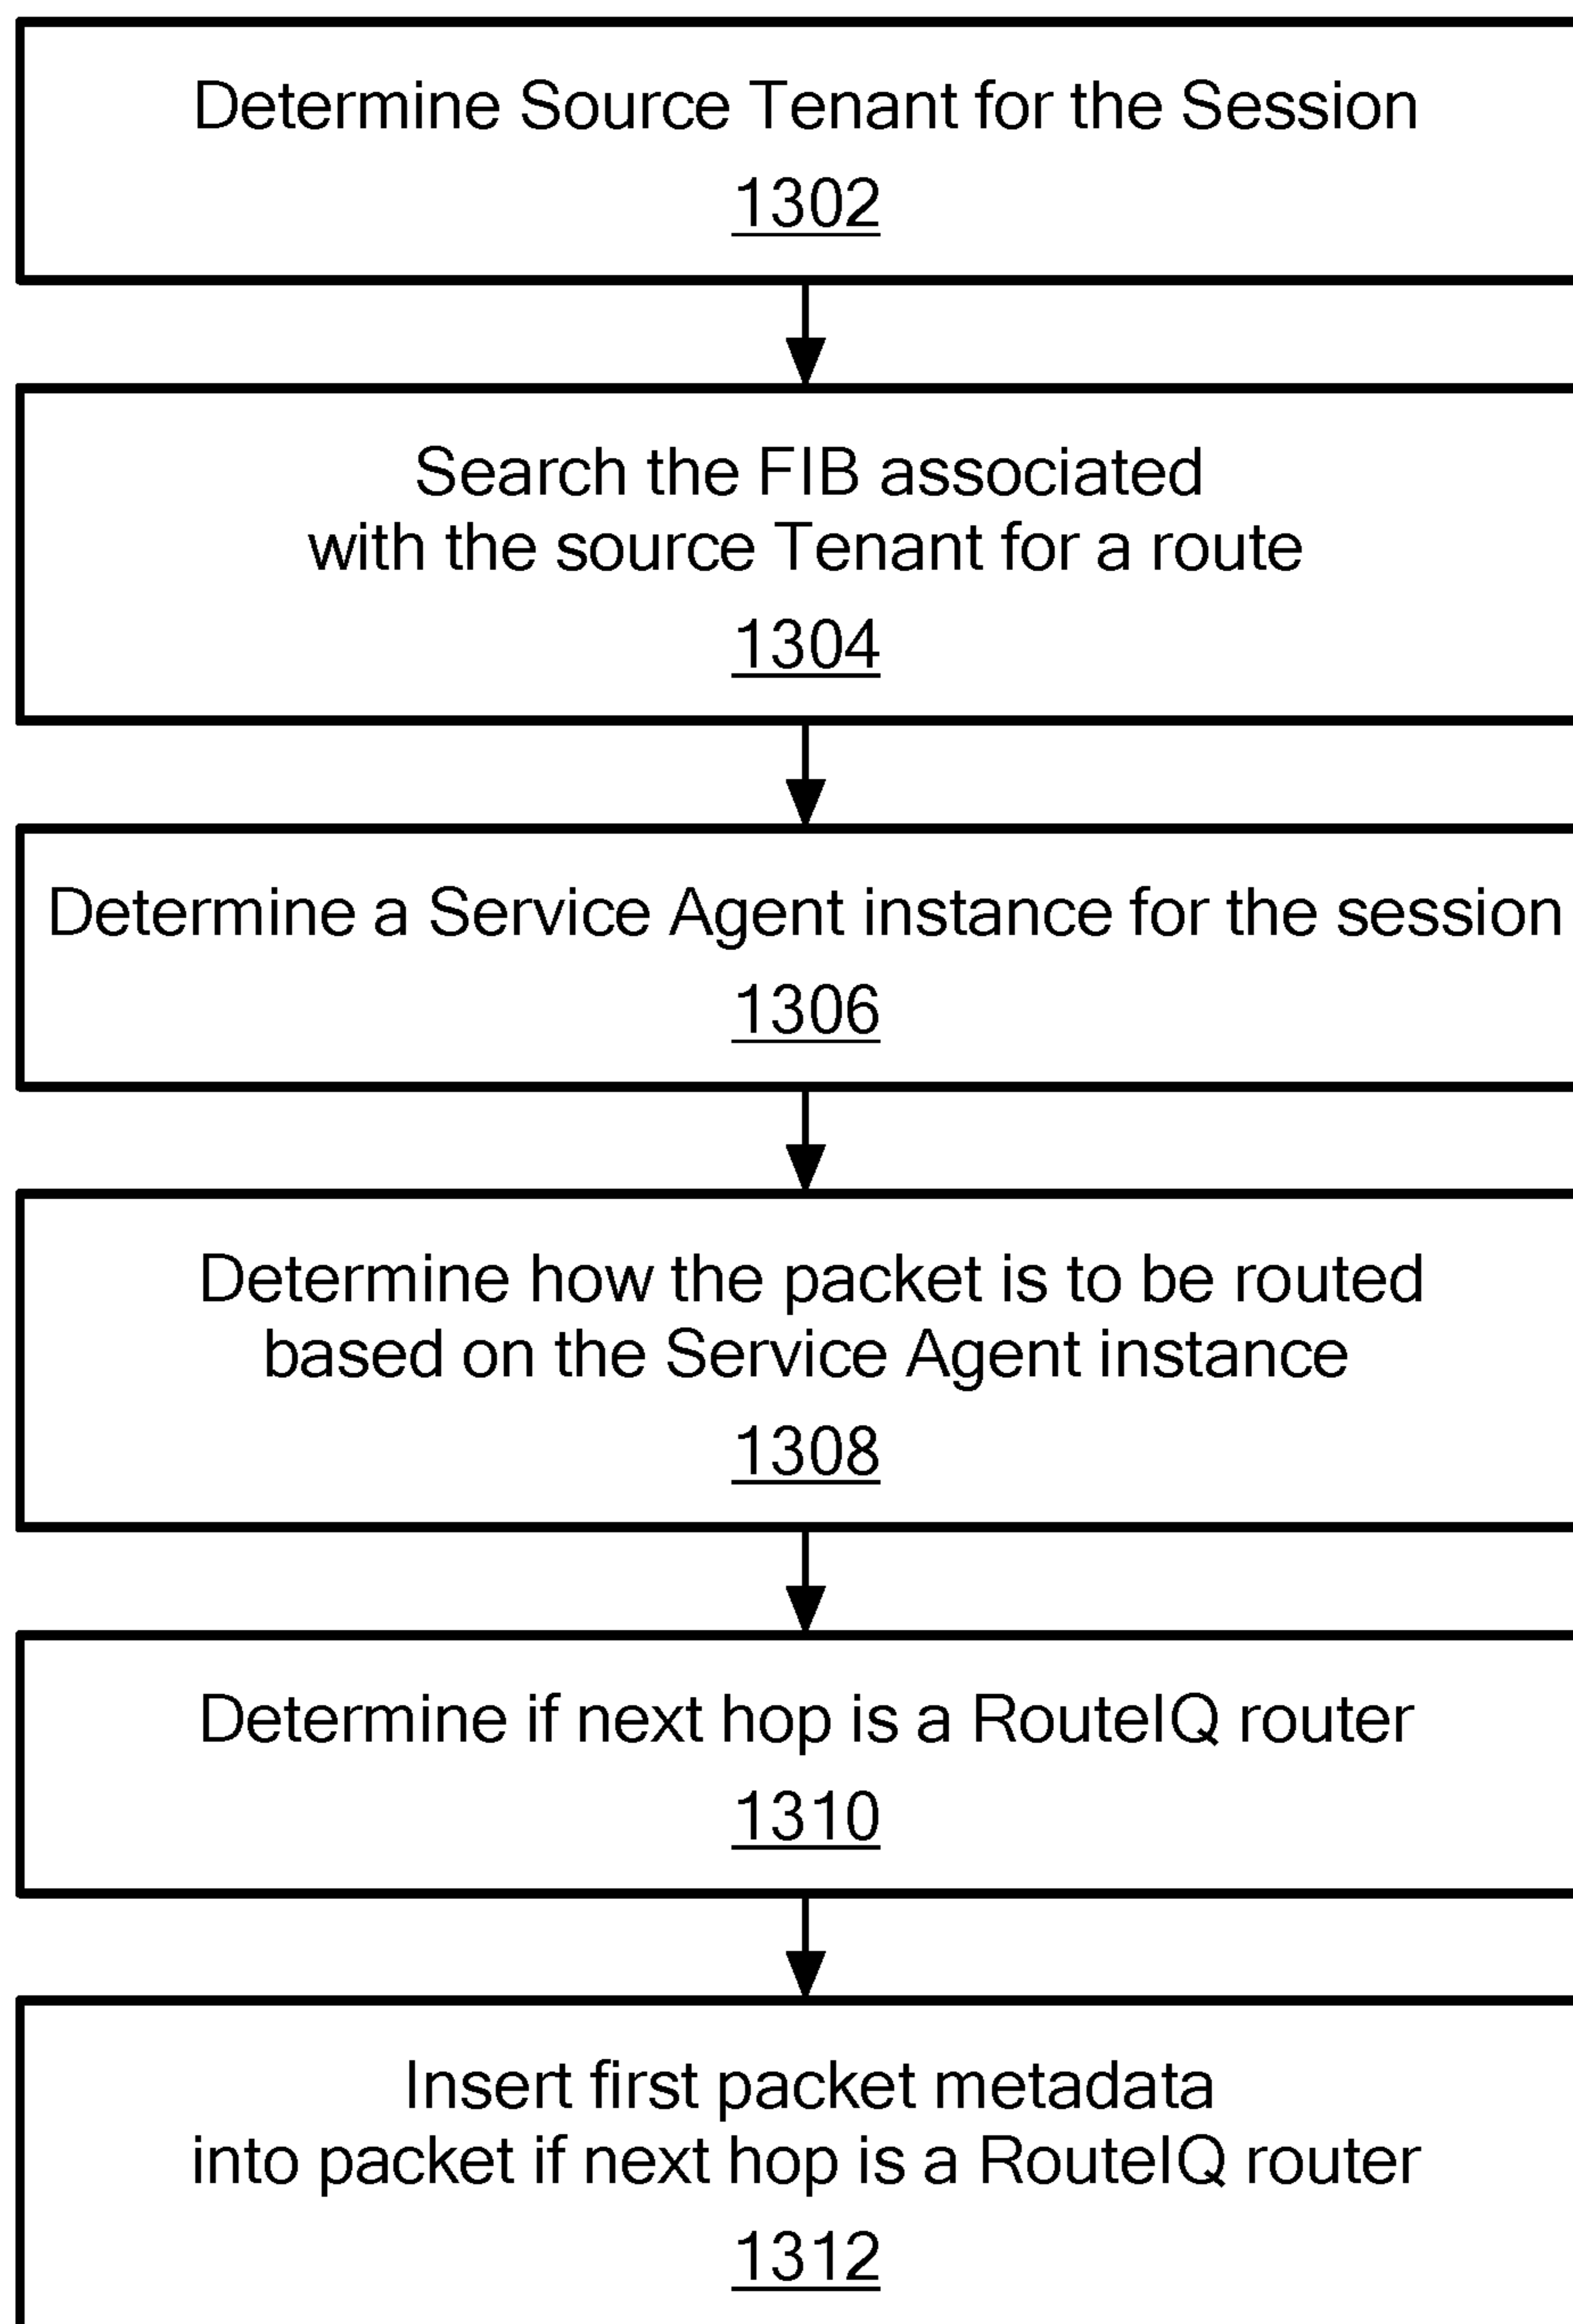 Determine Source Tenant for the Session
1302
Search the FIB associated
with the source Tenant for a route
1304
Determine a Service Agent instance for the session
1306
Determine how the packet is to be routed
based on the Service Agent instance
1308
Determine if next hop is a RouteIQ router
1310
Insert first packet metadata
into packet if next hop is a RouteIQ router
1312